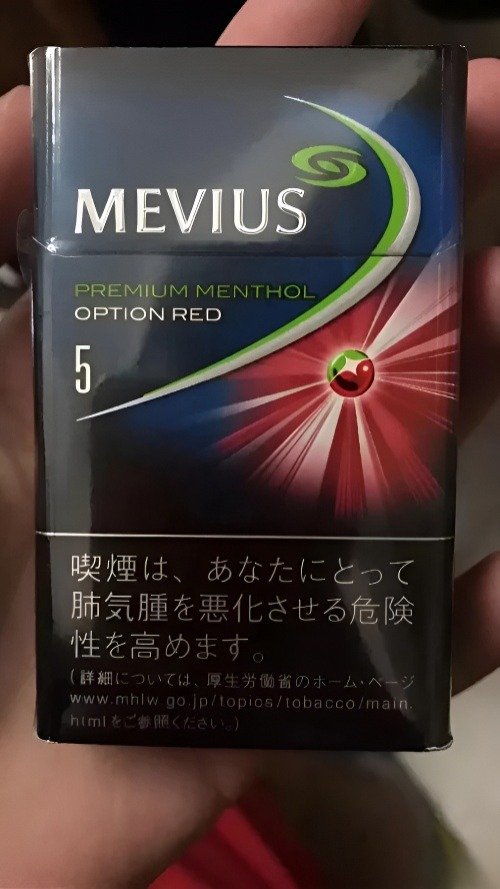 MEVIUS
PREMIUM MENTHOL
OPTION RED
5
喫煙は、あなたにとって
肺気腫を悪化させる危険
性を高めます。
(詳細については、厚生労働省のホーム・ページ
www.mhlw.go.jp/topics/tobacco/main.
htmlをご参照ください。)